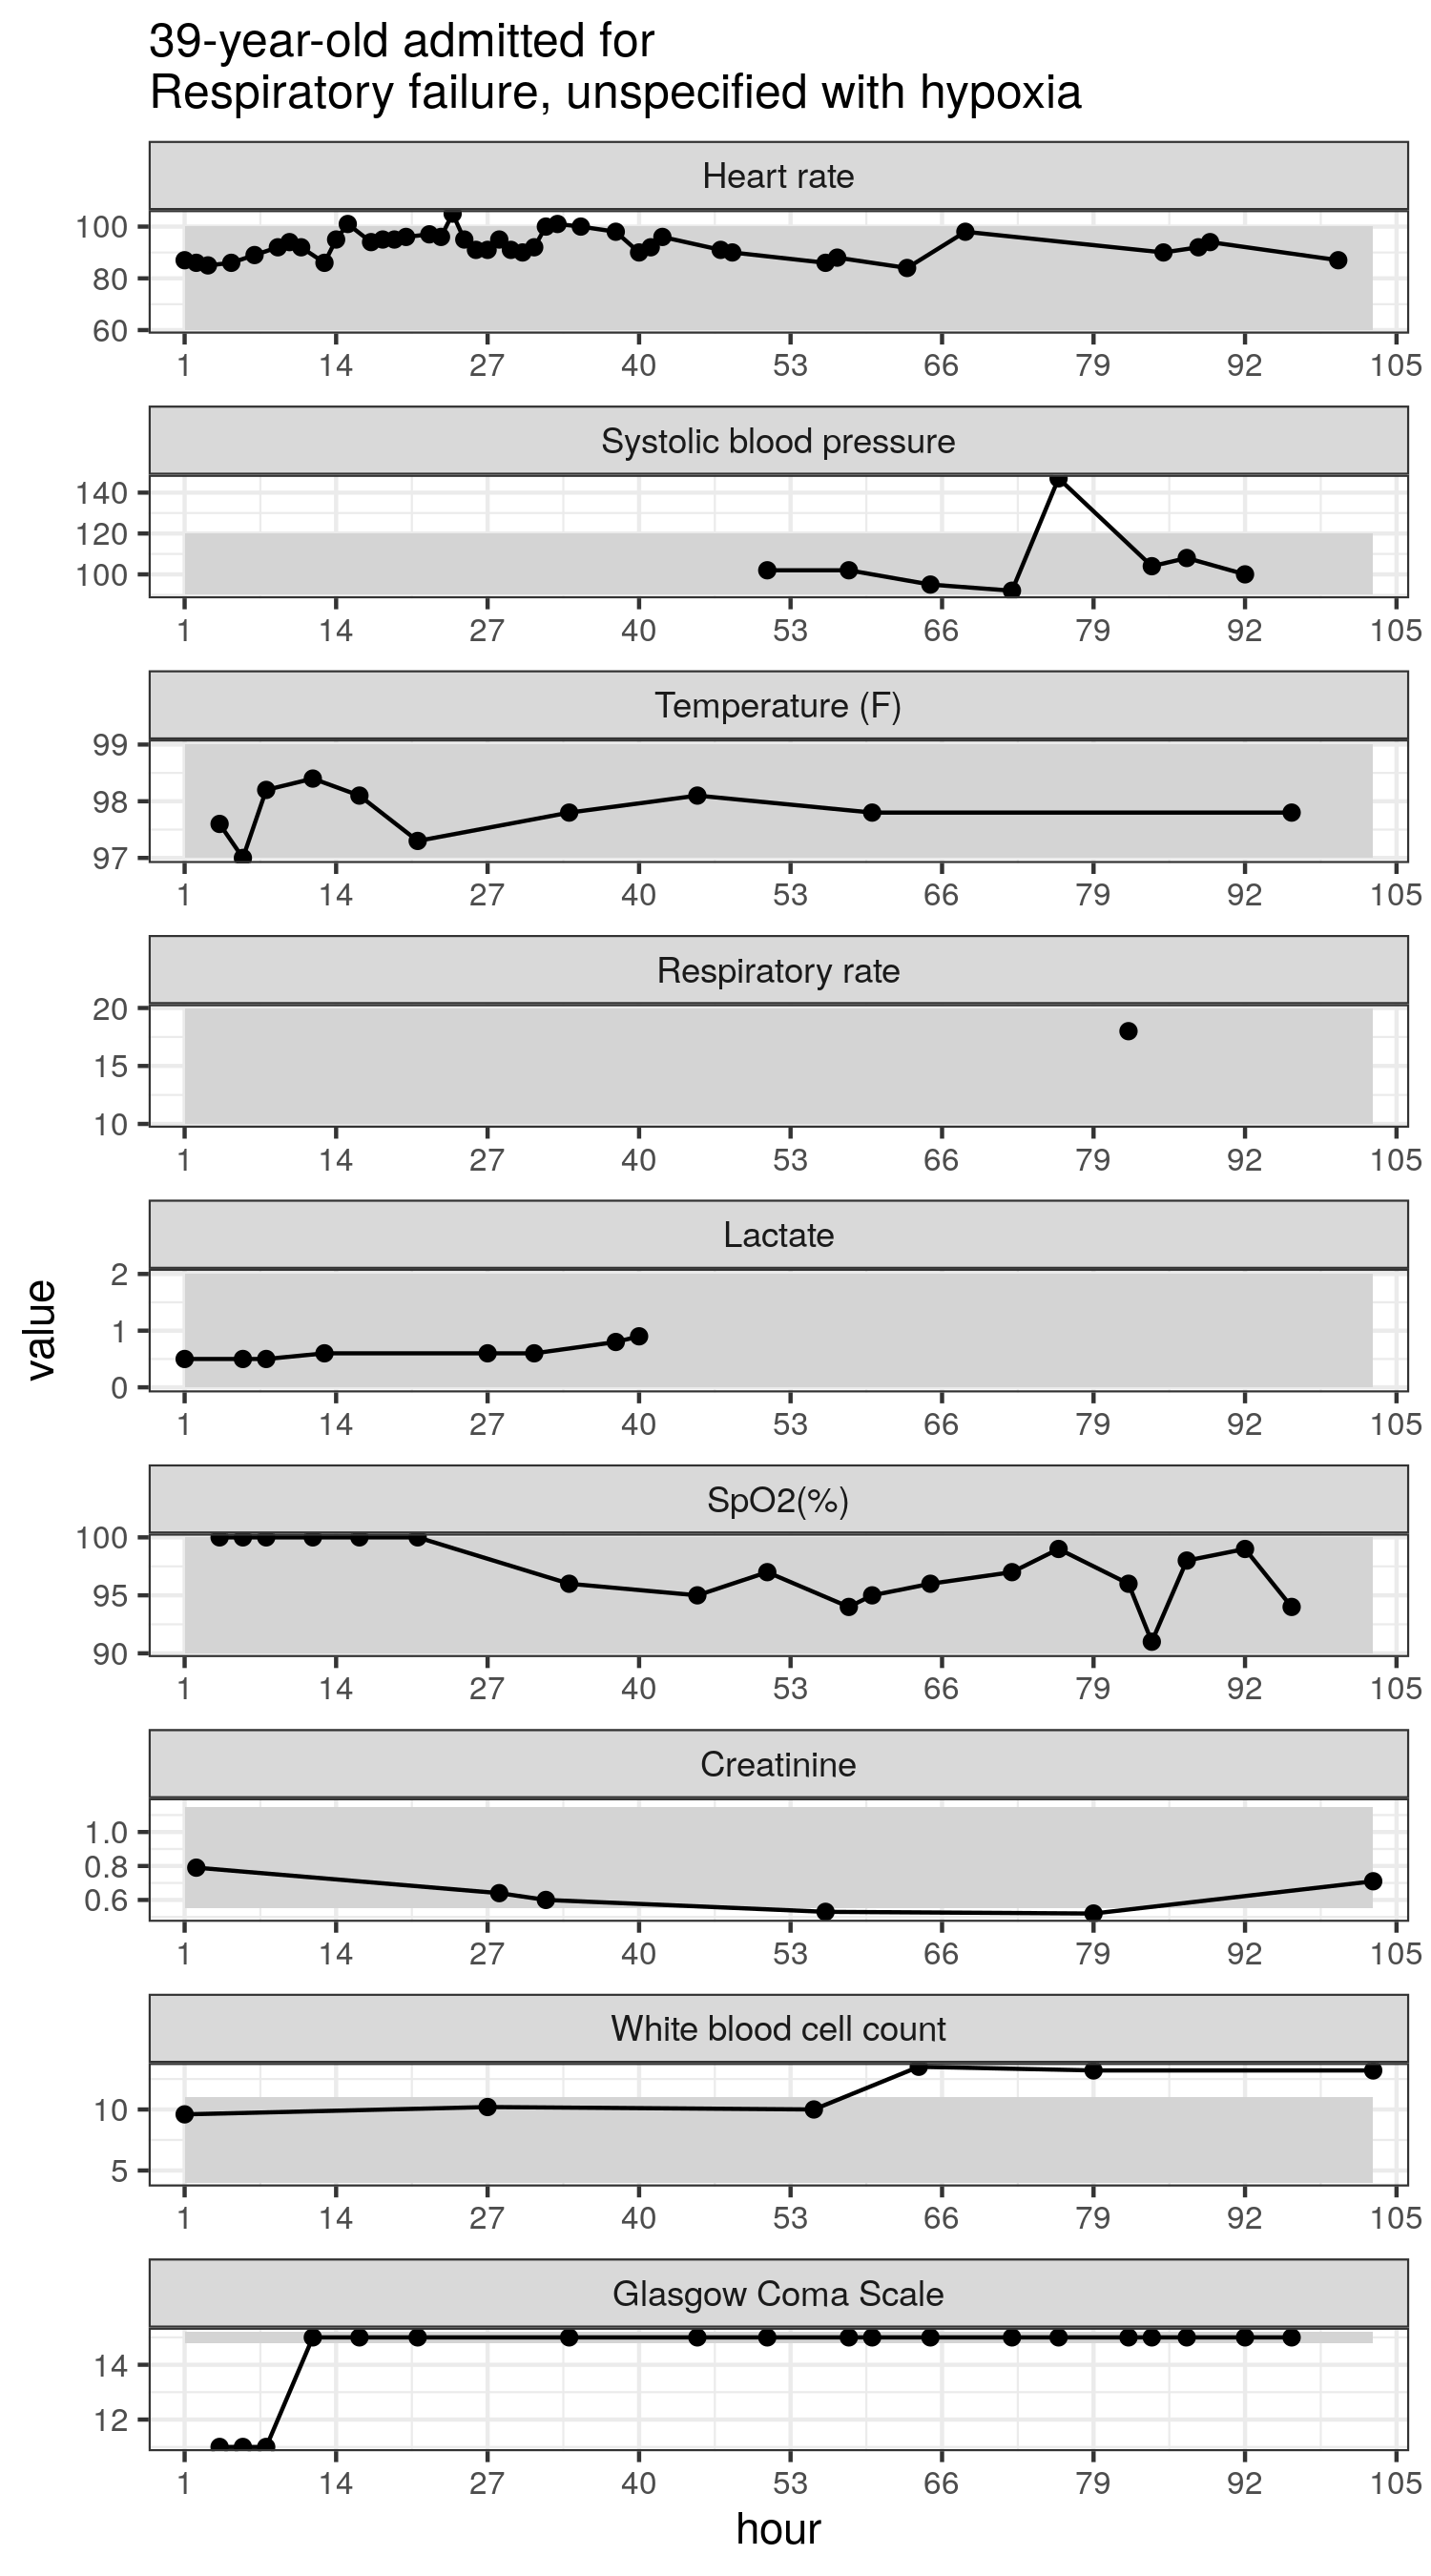 39-year-old admitted for
Respiratory failure, unspecified with hypoxia
Heart rate
100
80
60
1 14 27 40 53 66 79 92 105
Systolic blood pressure
140
120
100
1 14 27 40 53 66 79 92 105
Temperature (F)
99
98
97
1 14 27 40 53 66 79 92 105
Respiratory rate
20
15
10
1 14 27 40 53 66 79 92 105
Lactate
2
1
0
1 14 27 40 53 66 79 92 105
value
SpO2(%)
100
95
90
1 14 27 40 53 66 79 92 105
Creatinine
1.0
0.8
0.6
1 14 27 40 53 66 79 92 105
White blood cell count
10
5
1 14 27 40 53 66 79 92 105
Glasgow Coma Scale
14
12
1 14 27 40 53 66 79 92 105
hour